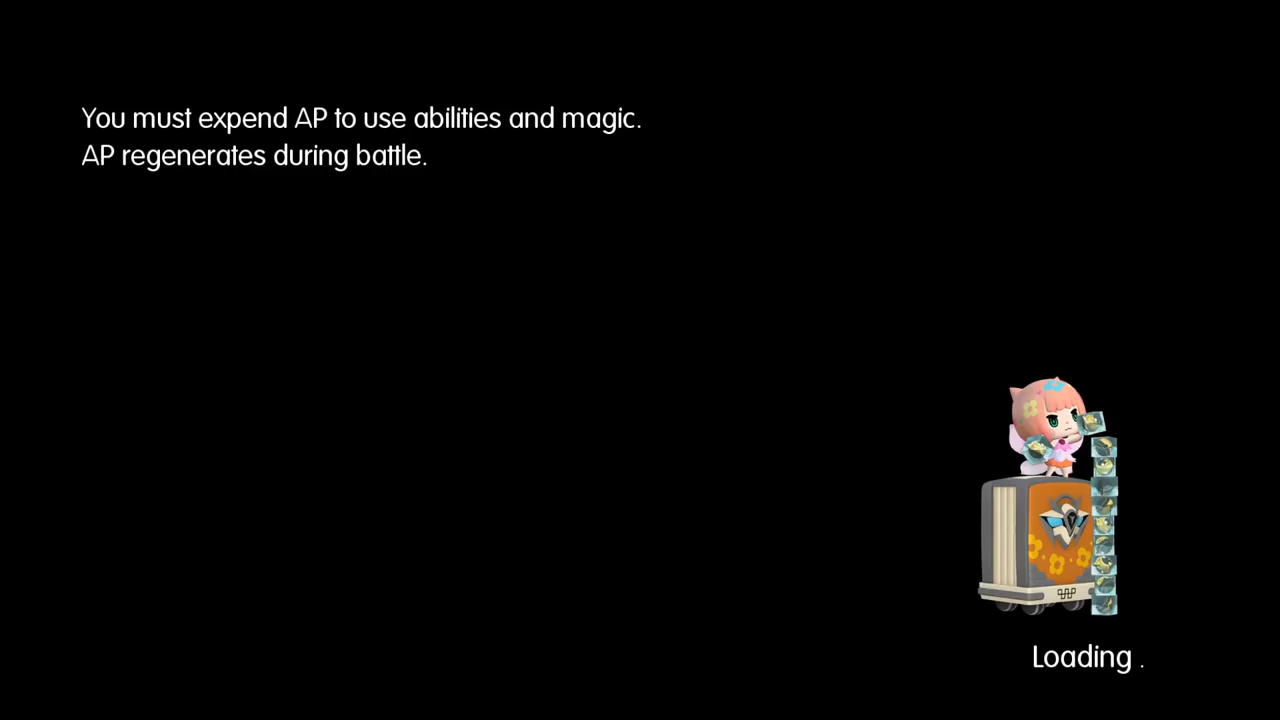 You must expend AP to use abilities and magic.
AP regenerates during battle.
Loading .